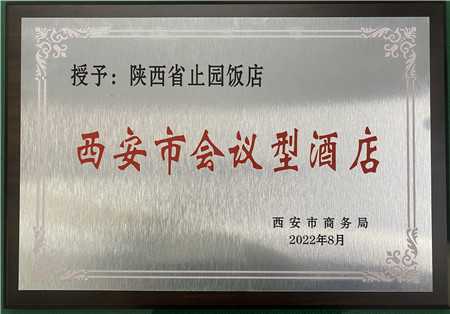 授予：陕西省止园饭店
西安市会议型酒店
西安市商务局
2022年8月